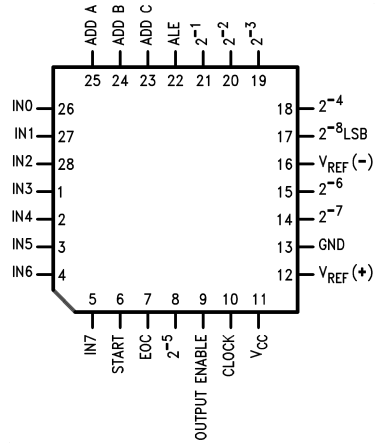 ADD A
ADD B
ADD C
ALE
2⁻¹
2⁻²
2⁻³
25
24
23
22
21
20
19
IN0
26
IN1
27
IN2
28
IN3
1
IN4
2
IN5
3
IN6
4
18
2⁻⁴
17
2⁻⁸LSB
16
V_REF(−)
15
2⁻⁶
14
2⁻⁷
13
GND
12
V_REF(+)
5
6
7
8
9
10
11
IN7
START
EOC
2⁻⁵
OUTPUT ENABLE
CLOCK
V_CC